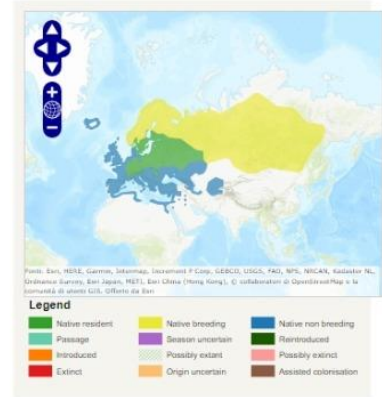 Fonte: Esri, HERE, Garmin, Intermap, increment P Corp., GEBCO, USGS, FAO, NPS, NRCAN, Kadaster NL,
Ordnance Survey, Esri Japan, METI, Esri China (Hong Kong), © collaboratori di OpenStreetMap e la
comunità di utenti GIS. Offerto da Esri
Legend
Native resident
Native breeding
Native non breeding
Passage
Season uncertain
Reintroduced
Introduced
Possibly extant
Possibly extinct
Extinct
Origin uncertain
Assisted colonisation